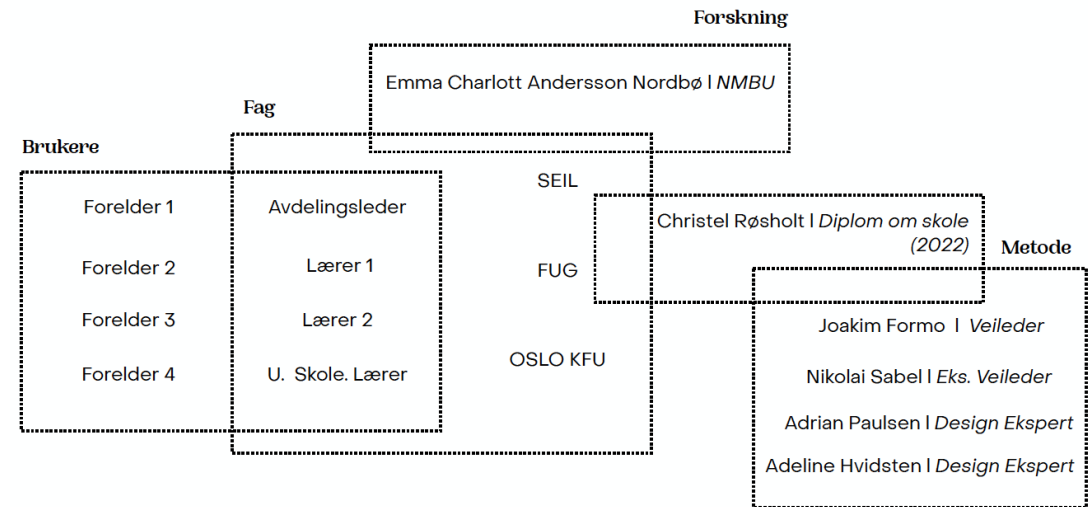 Forskning
Emma Charlott Andersson Nordbø | NMBU
Fag
Brukere
SEIL
Forelder 1
Avdelingsleder
Christel Røsholt | Diplom om skole
(2022)
Metode
Forelder 2
Lærer 1
FUG
Forelder 3
Lærer 2
Joakim Formo | Veileder
OSLO KFU
Forelder 4
U. Skole. Lærer
Nikolai Sabel | Eks. Veileder
Adrian Paulsen | Design Ekspert
Adeline Hvidsten | Design Ekspert